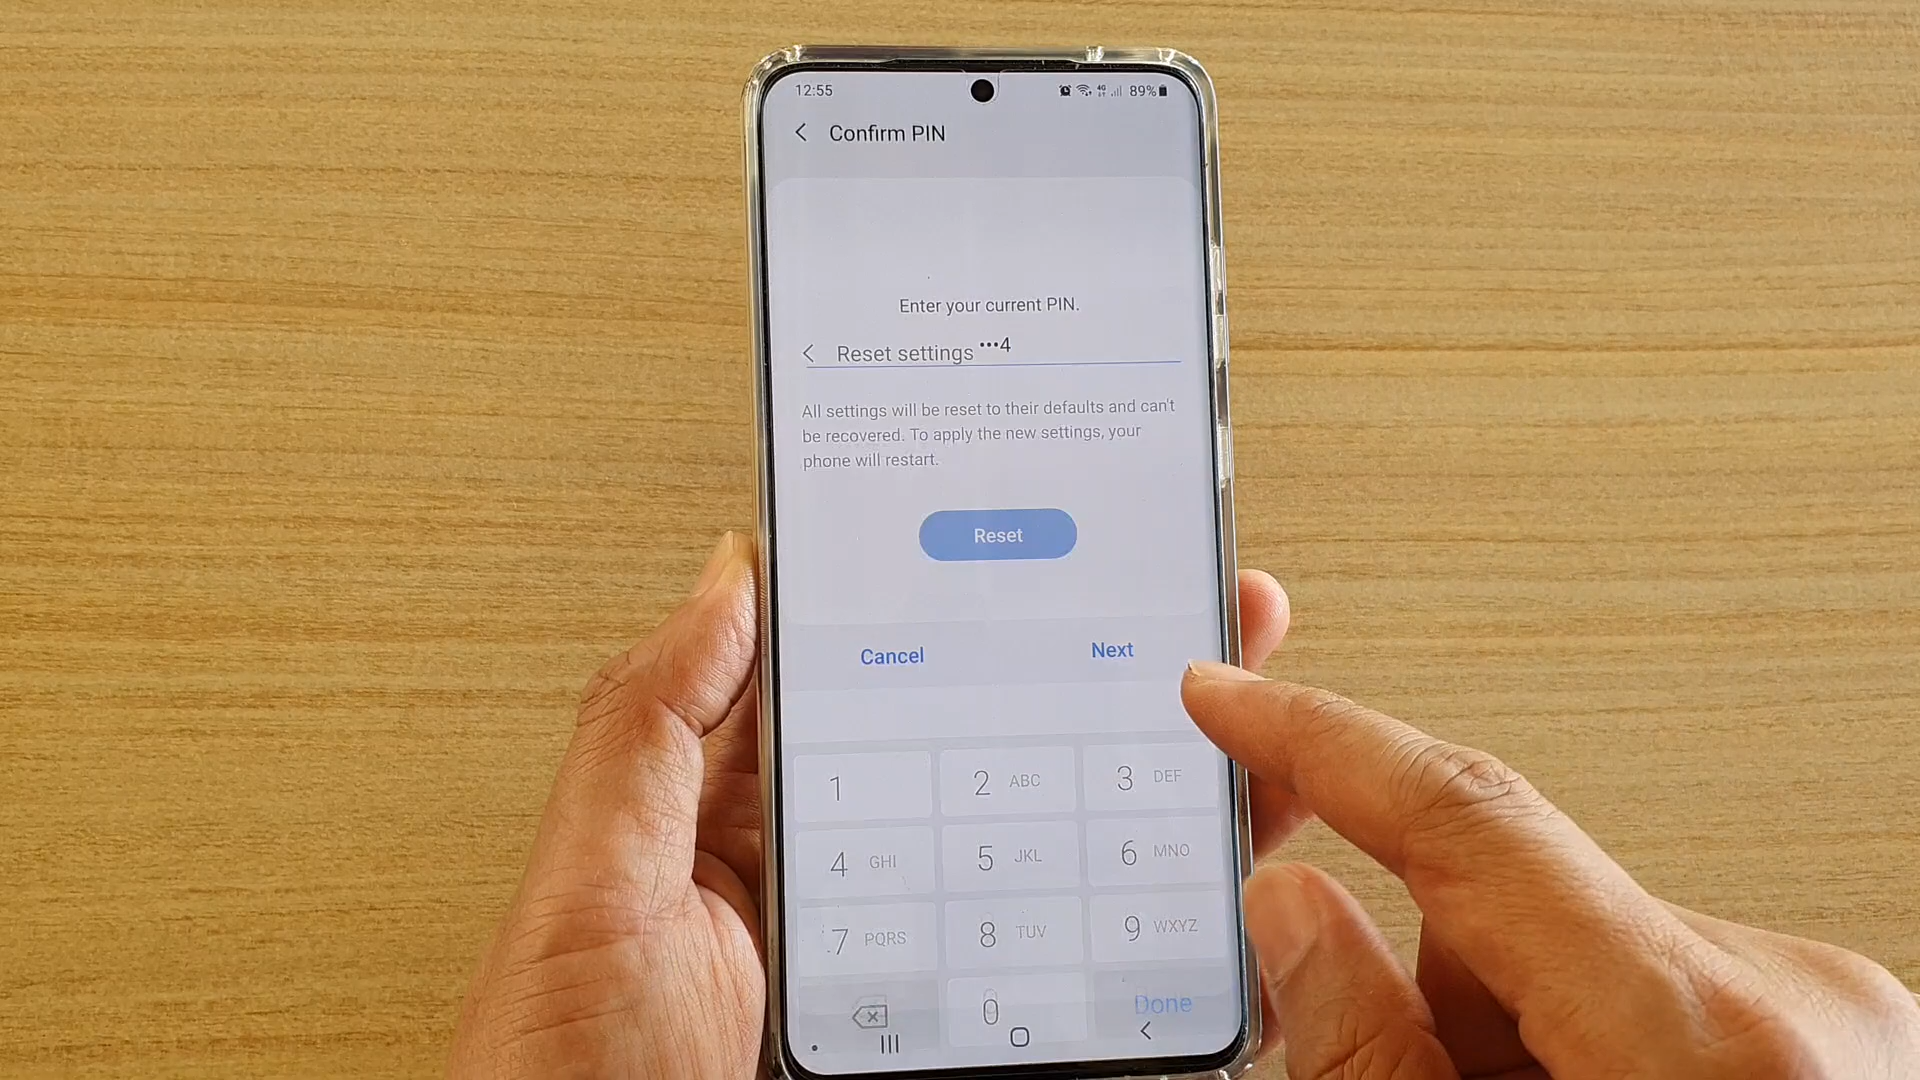 12:55 4G 89%
Confirm PIN
Enter your current PIN.
Reset settings •••4
All settings will be reset to their defaults and can't
be recovered. To apply the new settings, your
phone will restart.
Reset
Cancel Next
1 2 ABC 3 DEF
4 GHI 5 JKL 6 MNO
7 PQRS 8 TUV 9 WXYZ
0 Done